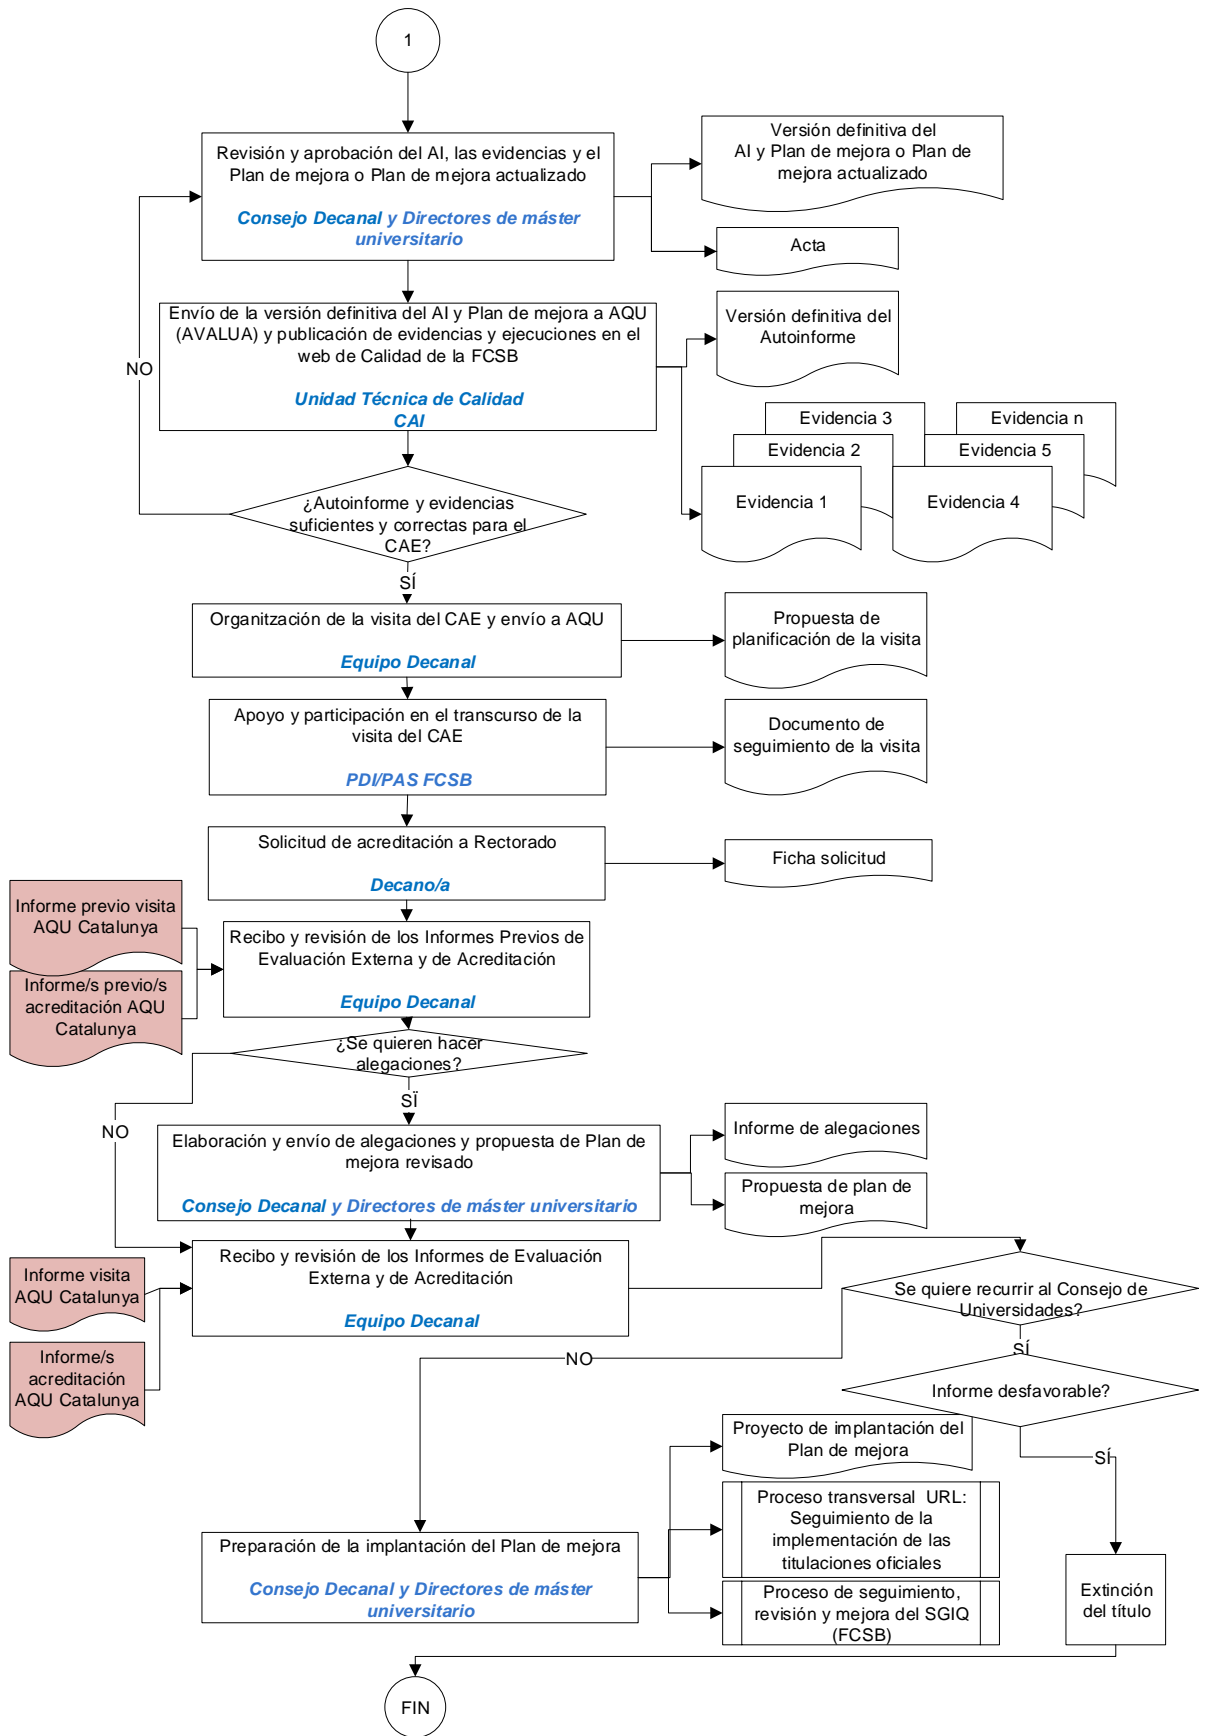 1
Revisión y aprobación del AI, las evidencias y el
Plan de mejora o Plan de mejora actualizado
Consejo Decanal y Directores de máster
universitario
Versión definitiva del
AI y Plan de mejora o Plan de
mejora actualizado
Acta
Envío de la versión definitiva del AI y Plan de mejora a AQU
(AVALUA) y publicación de evidencias y ejecuciones en el
web de Calidad de la FCSB
Unidad Técnica de Calidad
CAI
Versión definitiva del
Autoinforme
NO
Evidencia 3
Evidencia n
Evidencia 2
Evidencia 5
Evidencia 1
Evidencia 4
¿Autoinforme y evidencias
suficientes y correctas para el
CAE?
SÍ
Organitzación de la visita del CAE y envío a AQU
Equipo Decanal
Propuesta de
planificación de la visita
Apoyo y participación en el transcurso de la
visita del CAE
PDI/PAS FCSB
Documento de
seguimiento de la visita
Solicitud de acreditación a Rectorado
Decano/a
Ficha solicitud
Informe previo visita
AQU Catalunya
Informe/s previo/s
acreditación AQU
Catalunya
Recibo y revisión de los Informes Previos de
Evaluación Externa y de Acreditación
Equipo Decanal
¿Se quieren hacer
alegaciones?
SÏ
NO
Elaboración y envío de alegaciones y propuesta de Plan de
mejora revisado
Consejo Decanal y Directores de máster universitario
Informe de alegaciones
Propuesta de plan de
mejora
Recibo y revisión de los Informes de Evaluación
Externa y de Acreditación
Equipo Decanal
Informe visita
AQU Catalunya
Informe/s
acreditación
AQU Catalunya
Se quiere recurrir al Consejo de
Universidades?
SÍ
NO
Informe desfavorable?
SÍ
Proyecto de implantación del
Plan de mejora
Proceso transversal  URL:
Seguimiento de la
implementación de las
titulaciones oficiales
Proceso de seguimiento,
revisión y mejora del SGIQ
(FCSB)
Preparación de la implantación del Plan de mejora
Consejo Decanal y Directores de máster
universitario
Extinción
del título
FIN